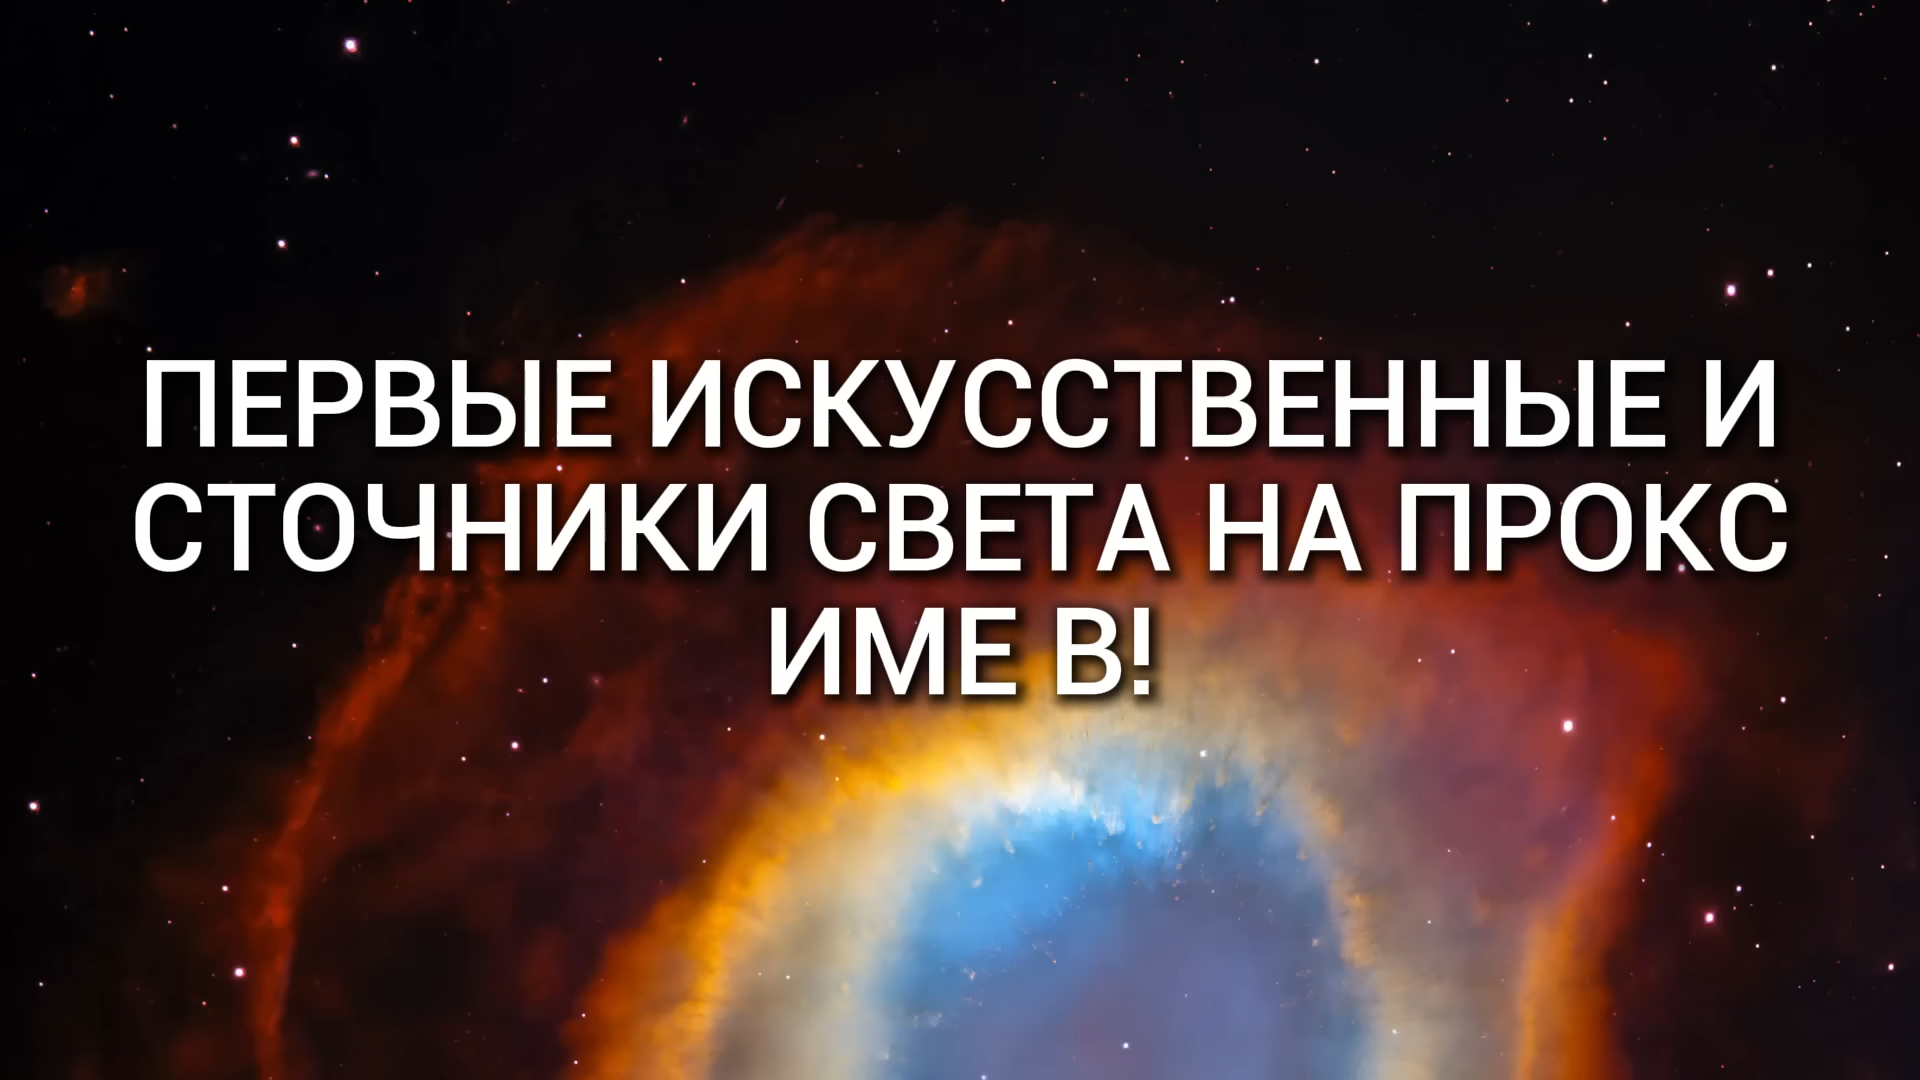 ПЕРВЫЕ ИСКУССТВЕННЫЕ И
СТОЧНИКИ СВЕТА НА ПРОКС
ИМЕ В!